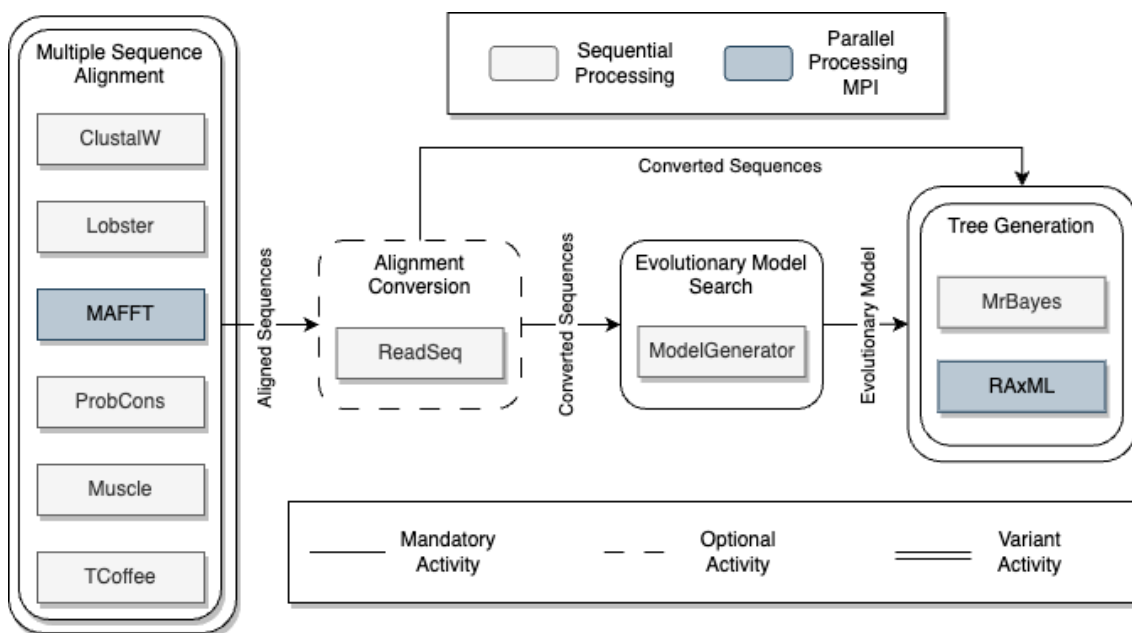 Multiple Sequence
Alignment
ClustalW
Lobster
MAFFT
ProbCons
Muscle
TCoffee
Sequential
Processing
Parallel
Processing
MPI
Aligned Sequences
Alignment
Conversion
ReadSeq
Converted Sequences
Converted Sequences
Evolutionary Model
Search
ModelGenerator
Evolutionary Model
Tree Generation
MrBayes
RAxML
Mandatory
Activity
Optional
Activity
Variant
Activity